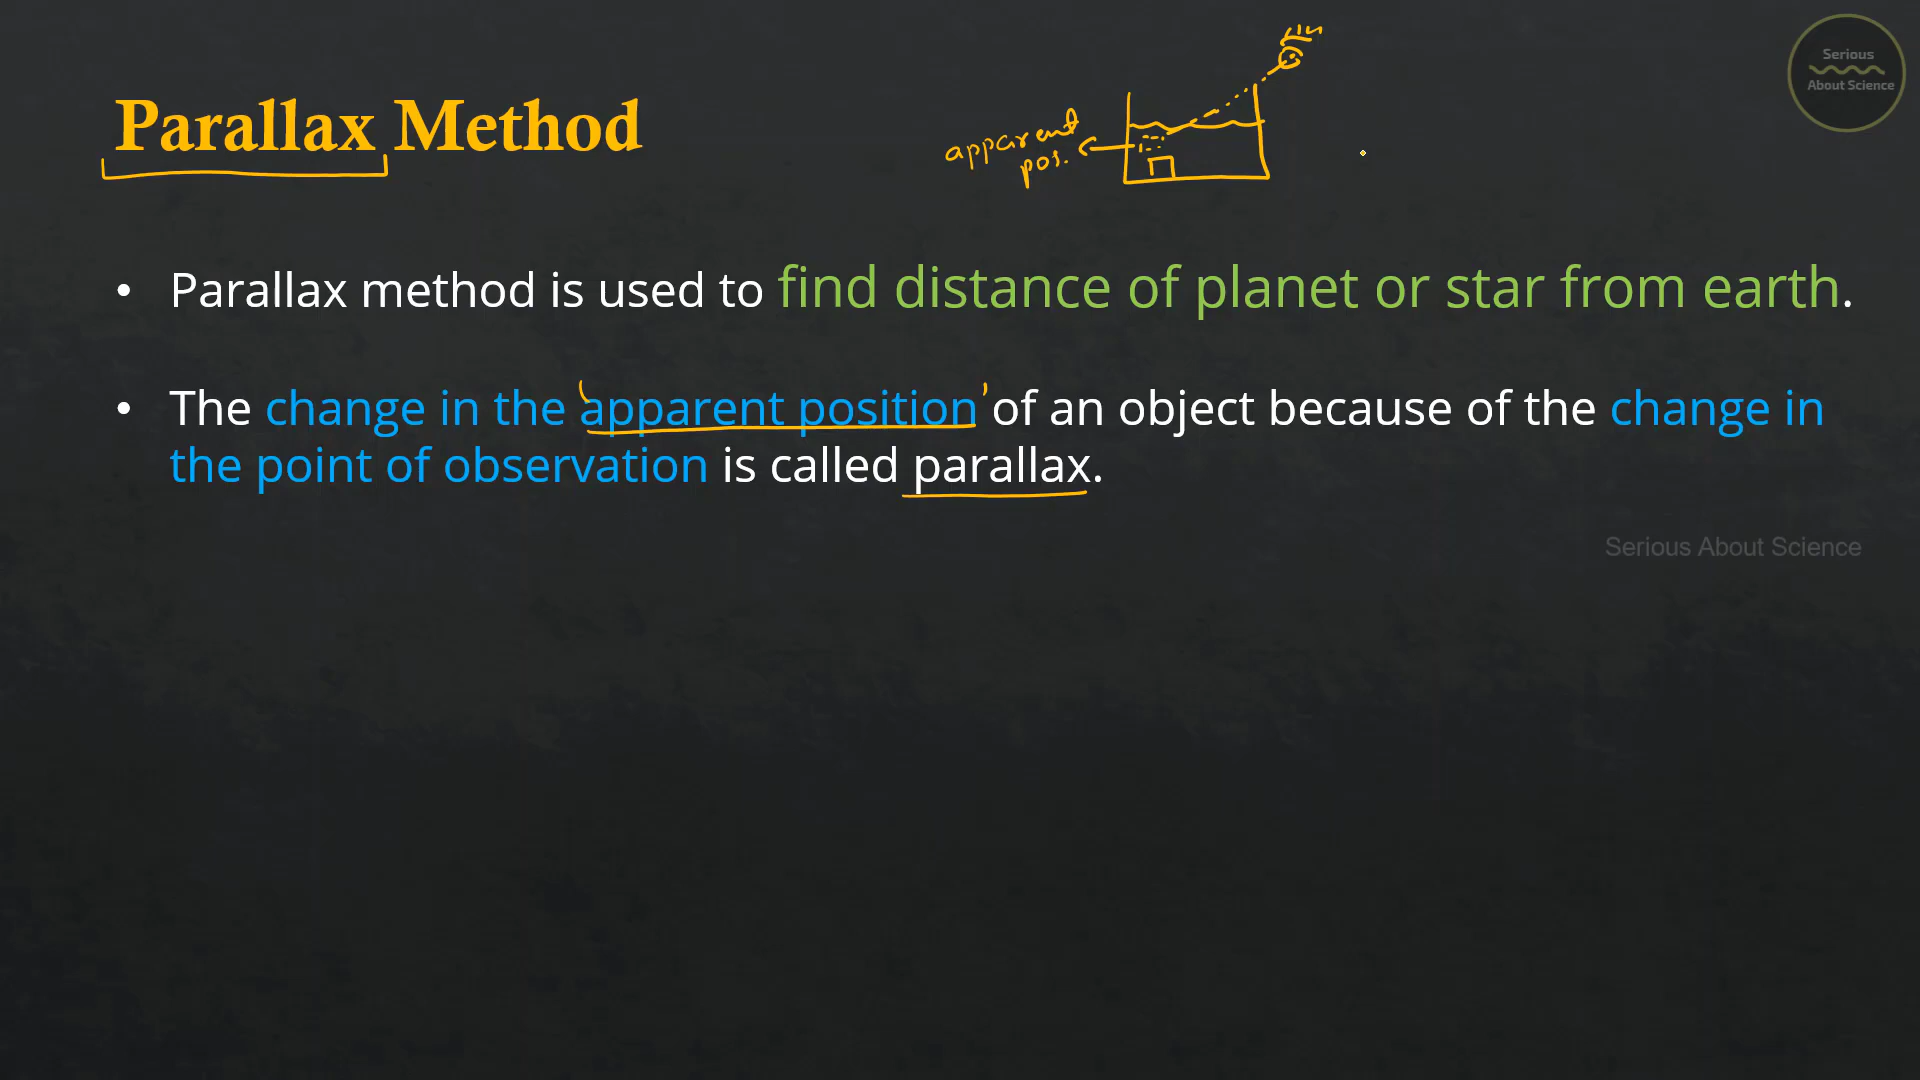 Parallax Method
apparent
pos.
Serious
About Science
• Parallax method is used to find distance of planet or star from earth.
• The change in the 'apparent position' of an object because of the change in
the point of observation is called parallax.
Serious About Science